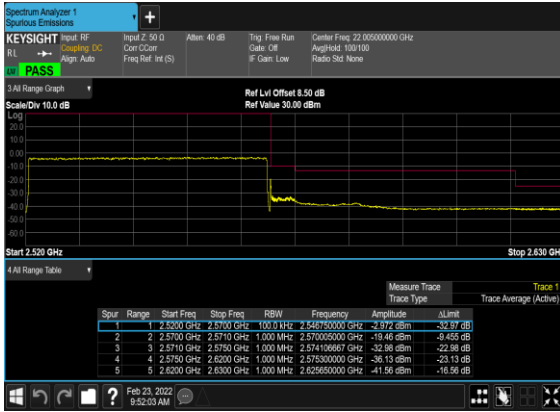 Spectrum Analyzer 1
Spurious Emissions
KEYSIGHT Input: RF Input Z: 50 Ω Atten: 40 dB Trig: Free Run Center Freq: 22.005000000 GHz
RL Coupling: DC Corr CCorr Gate: Off Avg|Hold: 100/100
Align: Auto Freq Ref: Int (S) IF Gain: Low Radio Std: None
PASS
3 All Range Graph
Ref Lvl Offset 8.50 dB
Scale/Div 10.0 dB Ref Value 30.00 dBm
Log
20.0
10.0
0.00
-10.0
-20.0
-30.0
-40.0
-50.0
-60.0
Start 2.520 GHz Stop 2.630 GH
4 All Range Table
Measure Trace Trace 1
Trace Type Trace Average (Active)
Spur Range Start Freq Stop Freq RBW Frequency Amplitude ΔLimit
1 1 2.5200 GHz 2.5700 GHz 100.0 kHz 2.546750000 GHz -2.972 dBm -32.97 dB
2 2 2.5700 GHz 2.5710 GHz 1.000 MHz 2.570005000 GHz -19.46 dBm -9.455 dB
3 3 2.5710 GHz 2.5750 GHz 1.000 MHz 2.574106667 GHz -32.98 dBm -22.98 dB
4 4 2.5750 GHz 2.6200 GHz 1.000 MHz 2.575300000 GHz -36.13 dBm -23.13 dB
5 5 2.6200 GHz 2.6300 GHz 1.000 MHz 2.625650000 GHz -41.56 dBm -16.56 dB
Feb 23, 2022
9:52:03 AM